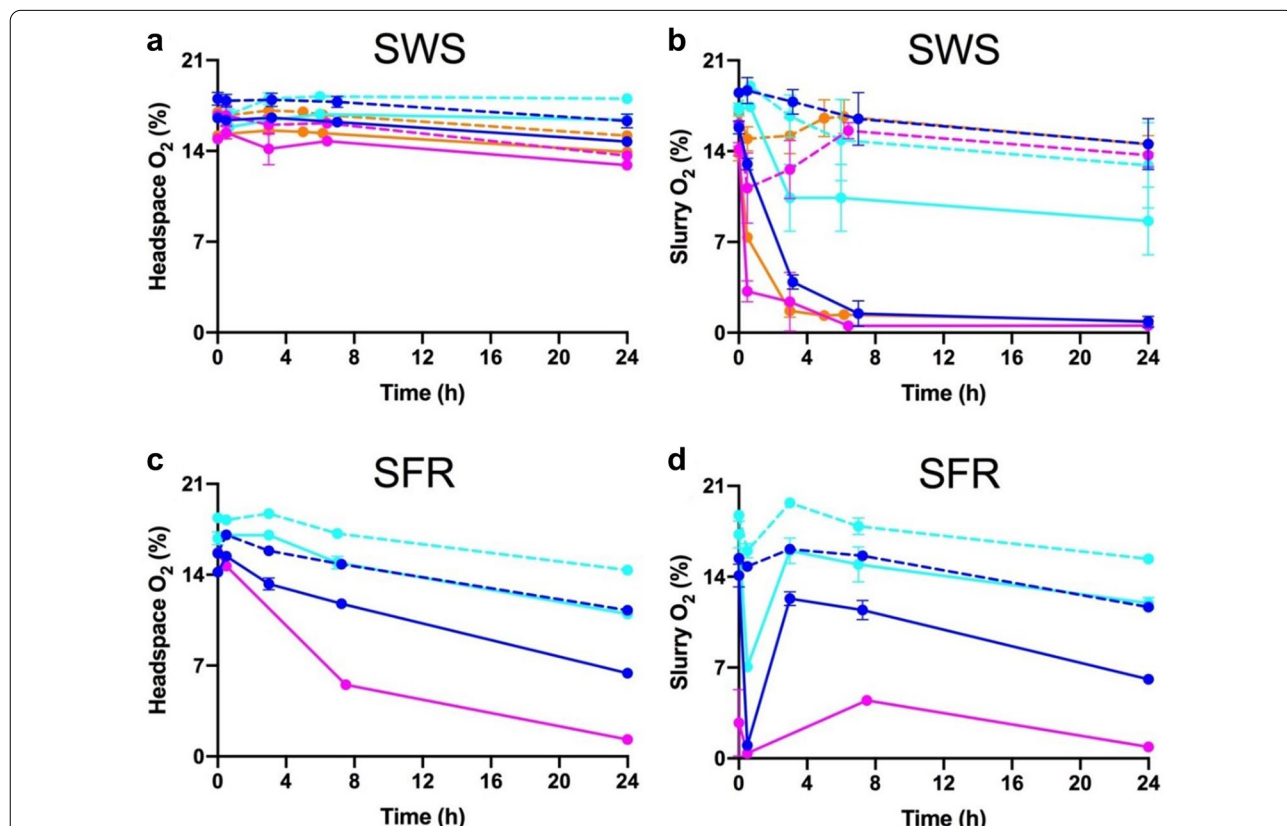 a
SWS
Headspace O2 (%)
21
14
7
0
0 4 8 12 16 20 24
Time (h)
b
SWS
Slurry O2 (%)
21
14
7
0
0 4 8 12 16 20 24
Time (h)
c
SFR
Headspace O2 (%)
21
14
7
0
0 4 8 12 16 20 24
Time (h)
d
SFR
Slurry O2 (%)
21
14
7
0
0 4 8 12 16 20 24
Time (h)